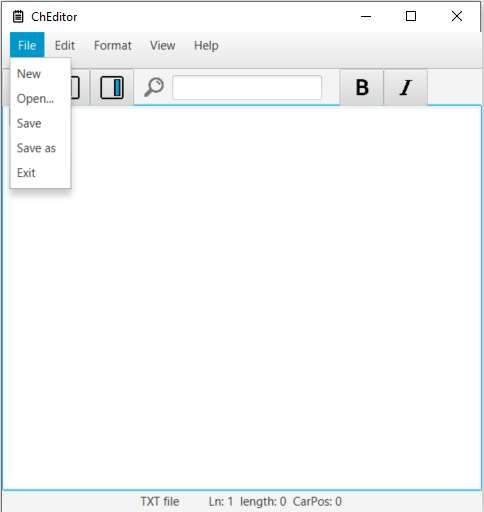 ChEditor
File Edit Format View Help
New
Open...
Save
Save as
Exit
B I
TXT file Ln: 1 length: 0 CarPos: 0